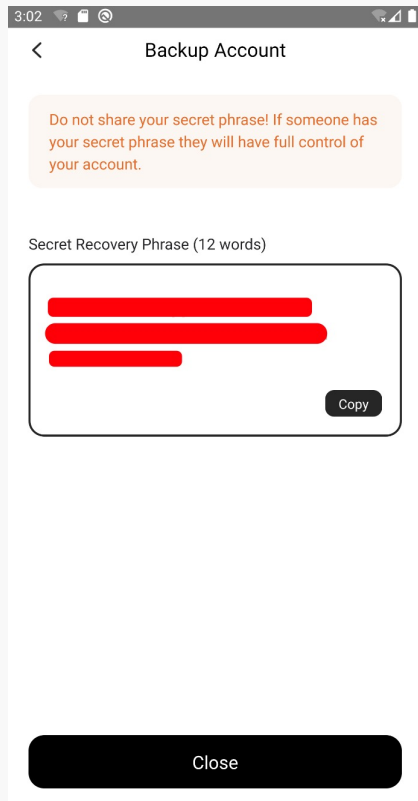 3:02
Backup Account
Do not share your secret phrase! If someone has
your secret phrase they will have full control of
your account.
Secret Recovery Phrase (12 words)
Copy
Close